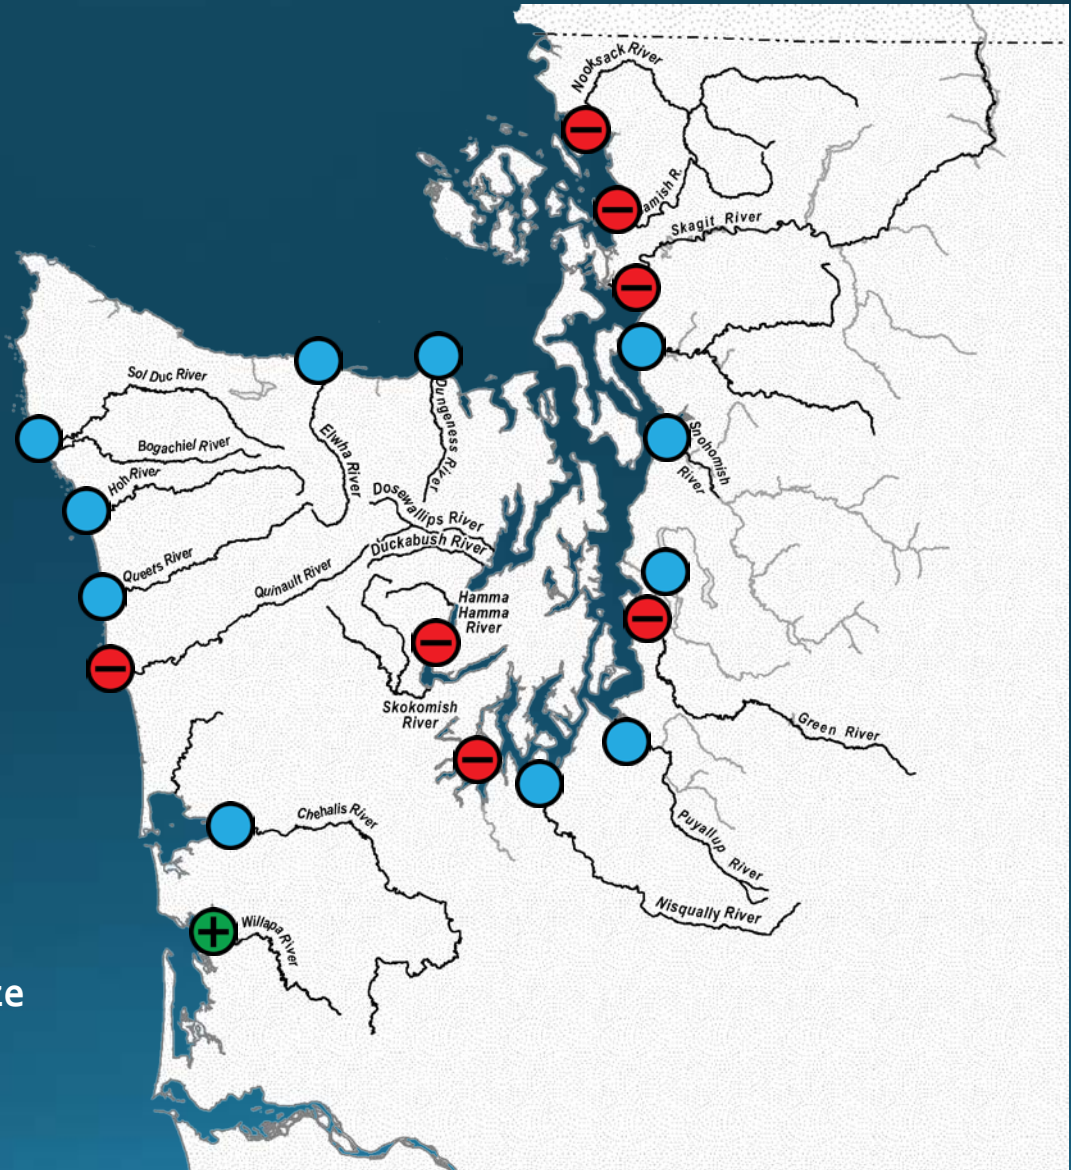 Nooksack River
amish R.
Skagit River
Sol Duc River
Bogachiel River
Hoh River
Elwha River
Dungeness River
Snohomish
River
Dosewallips River
Duckabush River
Queets River
Quinault River
Hamma
Hamma
River
Skokomish
River
Green River
Chehalis River
Puyallup River
Nisqually River
Willapa River
ce